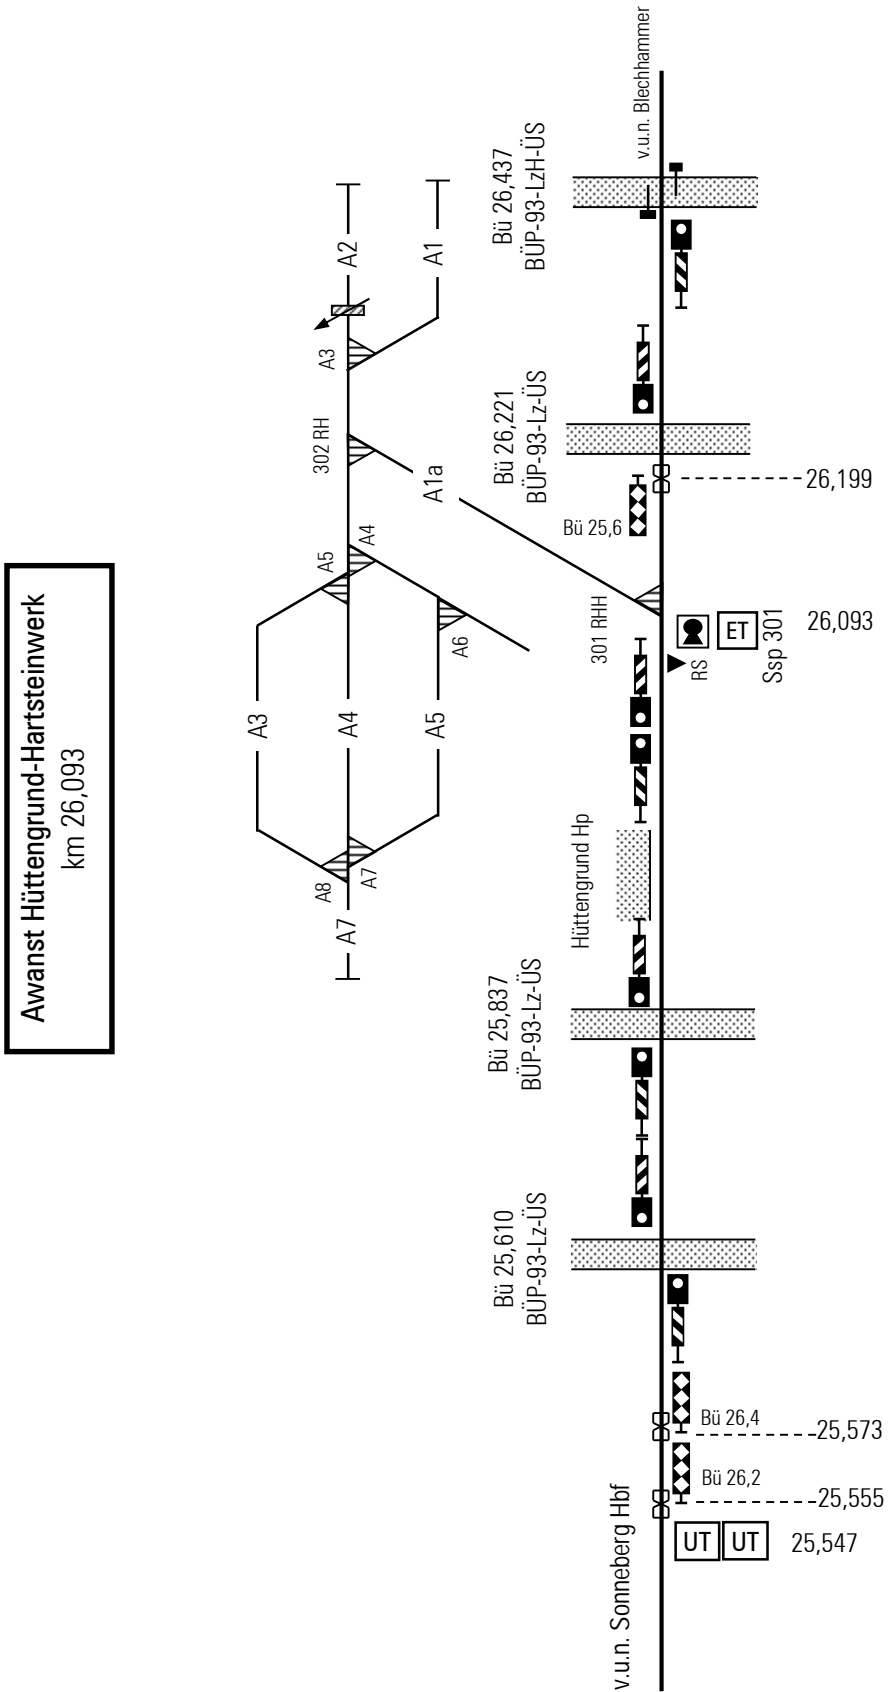 Awanst Hüttengrund-Hartsteinwerk
km 26,093
v.u.n. Blechhammer
Bü 26,437
BÜP-93-LzH-ÜS
A2
A1
A3
302 RH
A1a
Bü 26,221
BÜP-93-Lz-ÜS
26,199
Bü 25,6
A4
A5
A6
301 RHH
ET
Ssp 301
26,093
RS
A3
A4
A5
Hüttengrund Hp
A8
A7
A7
Bü 25,837
BÜP-93-Lz-ÜS
Bü 25,610
BÜP-93-Lz-ÜS
Bü 26,4
25,573
Bü 26,2
25,555
v.u.n. Sonneberg Hbf
UT
UT
25,547